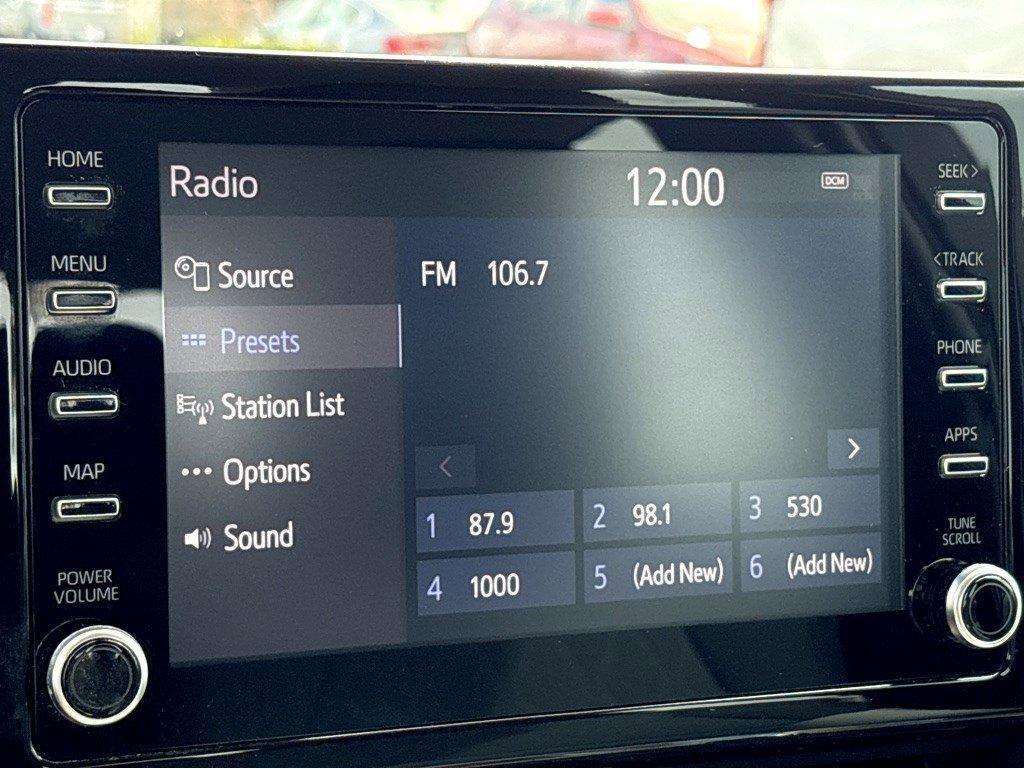 HOME
MENU
AUDIO
MAP
POWER
VOLUME
Radio
12:00
DCM
Source
Presets
Station List
Options
Sound
FM 106.7
<
>
1 87.9
2 98.1
3 530
4 1000
5 (Add New)
6 (Add New)
SEEK >
< TRACK
PHONE
APPS
TUNE
SCROLL